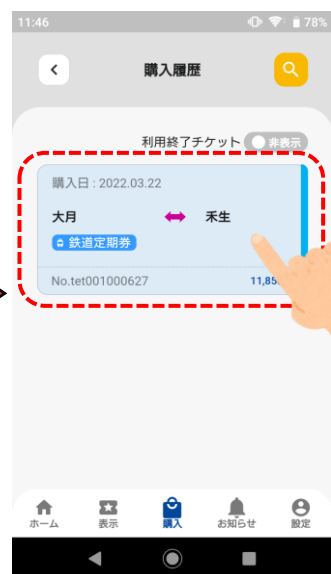 11:46 78%
購入履歴
利用終了チケット 非表示
購入日 : 2022.03.22
大月 禾生
鉄道定期券
No.tet001000627 11,85
ホーム 表示 購入 お知らせ 設定